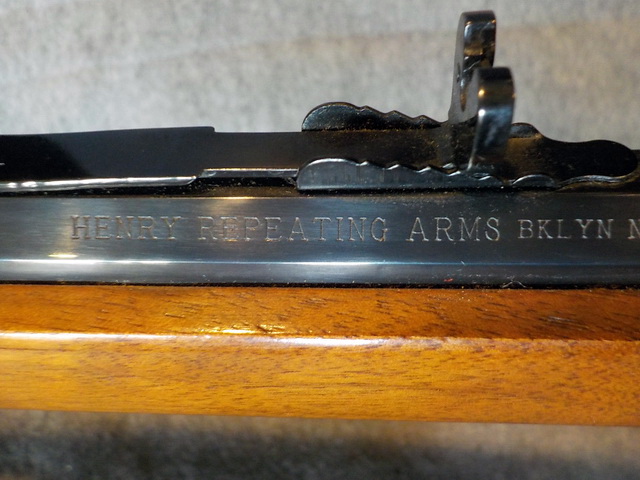 HENRY REPEATING ARMS BKLYN N